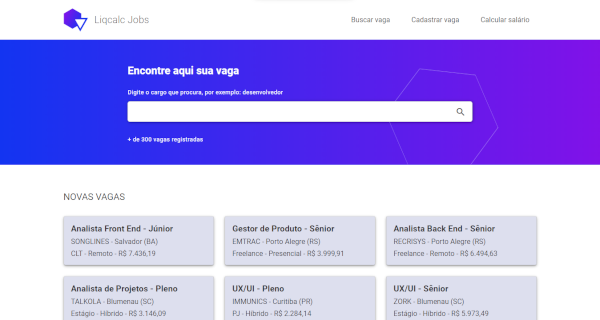 Liqcalc Jobs
Buscar vaga
Cadastrar vaga
Calcular salário
Encontre aqui sua vaga
Digite o cargo que procura, por exemplo: desenvolvedor
+ de 300 vagas registradas
NOVAS VAGAS
Analista Front End - Júnior
SONGLINES - Salvador (BA)
CLT - Remoto - R$ 7.436,19
Gestor de Produto - Sênior
EMTRAC - Porto Alegre (RS)
Freelance - Presencial - R$ 3.999,91
Analista Back End - Sênior
RECRISYS - Porto Alegre (RS)
Freelance - Remoto - R$ 6.494,63
Analista de Projetos - Pleno
TALKOLA - Blumenau (SC)
Estágio - Híbrido - R$ 3.146,09
UX/UI - Pleno
IMMUNICS - Curitiba (PR)
PJ - Híbrido - R$ 2.284,14
UX/UI - Sênior
ZORK - Blumenau (SC)
Estágio - Híbrido - R$ 5.973,49